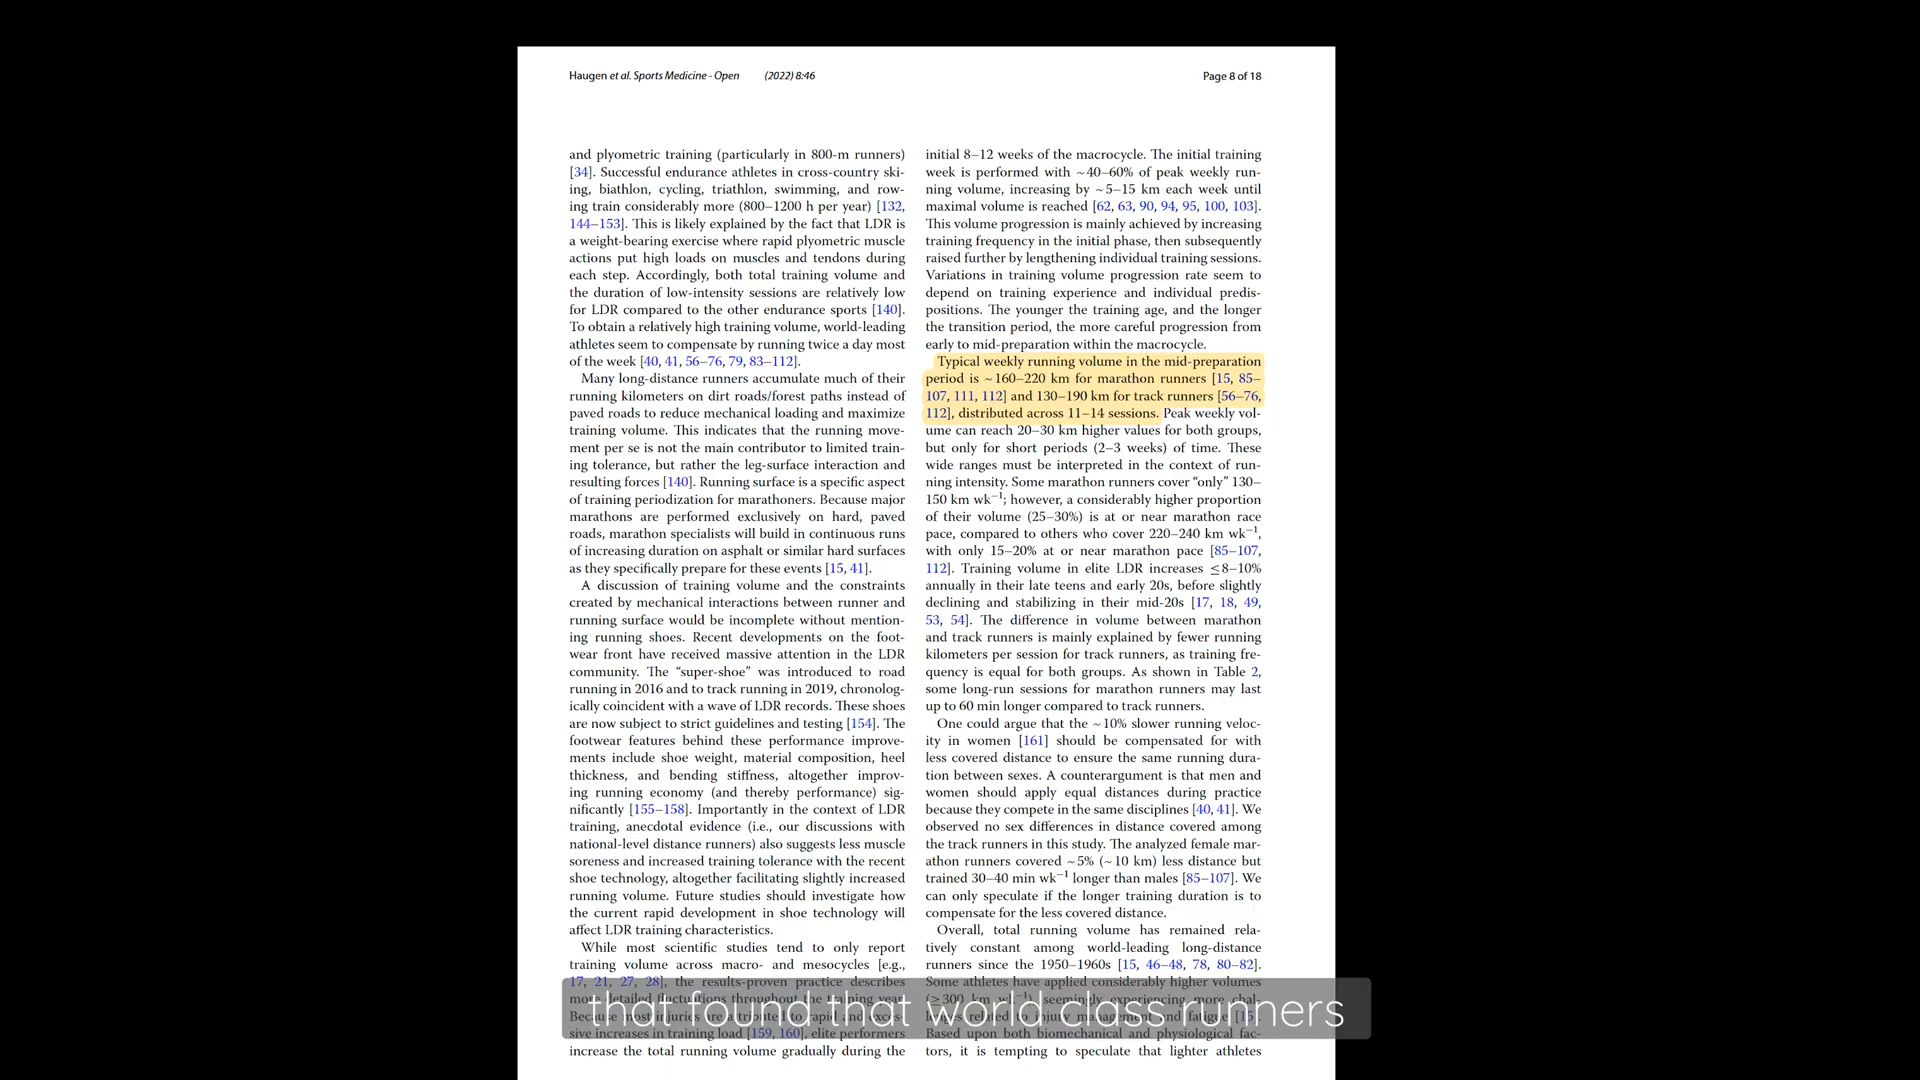 Haugen et al. Sports Medicine - Open (2022) 8:46
Page 8 of 18
and plyometric training (particularly in 800-m runners)
[34]. Successful endurance athletes in cross-country ski-
ing, biathlon, cycling, triathlon, swimming, and row-
ing train considerably more (800–1200 h per year) [132,
144–153]. This is likely explained by the fact that LDR is
a weight-bearing exercise where rapid plyometric muscle
actions put high loads on muscles and tendons during
each step. Accordingly, both total training volume and
the duration of low-intensity sessions are relatively low
for LDR compared to the other endurance sports [140].
To obtain a relatively high training volume, world-leading
athletes seem to compensate by running twice a day most
of the week [40, 41, 56–76, 79, 83–112].
Many long-distance runners accumulate much of their
running kilometers on dirt roads/forest paths instead of
paved roads to reduce mechanical loading and maximize
training volume. This indicates that the running move-
ment per se is not the main contributor to limited train-
ing tolerance, but rather the leg-surface interaction and
resulting forces [140]. Running surface is a specific aspect
of training periodization for marathoners. Because major
marathons are performed exclusively on hard, paved
roads, marathon specialists will build in continuous runs
of increasing duration on asphalt or similar hard surfaces
as they specifically prepare for these events [15, 41].
A discussion of training volume and the constraints
created by mechanical interactions between runner and
running surface would be incomplete without mention-
ing running shoes. Recent developments on the foot-
wear front have received massive attention in the LDR
community. The “super-shoe” was introduced to road
running in 2016 and to track running in 2019, chronolog-
ically coincident with a wave of LDR records. These shoes
are now subject to strict guidelines and testing [154]. The
footwear features behind these performance improve-
ments include shoe weight, material composition, heel
thickness, and bending stiffness, altogether improv-
ing running economy (and thereby performance) sig-
nificantly [155–158]. Importantly in the context of LDR
training, anecdotal evidence (i.e., our discussions with
national-level distance runners) also suggests less muscle
soreness and increased training tolerance with the recent
shoe technology, altogether facilitating slightly increased
running volume. Future studies should investigate how
the current rapid development in shoe technology will
affect LDR training characteristics.
While most scientific studies tend to only report
training volume across macro- and mesocycles [e.g.,
17, 21, 27, 28], the results-proven practice describes
more detailed fluctuations throughout the training year.
Because most injuries are attributed to rapid and exces-
sive increases in training load [159, 160], elite performers
increase the total running volume gradually during the
initial 8–12 weeks of the macrocycle. The initial training
week is performed with ~40–60% of peak weekly run-
ning volume, increasing by ~5–15 km each week until
maximal volume is reached [62, 63, 90, 94, 95, 100, 103].
This volume progression is mainly achieved by increasing
training frequency in the initial phase, then subsequently
raised further by lengthening individual training sessions.
Variations in training volume progression rate seem to
depend on training experience and individual predis-
positions. The younger the training age, and the longer
the transition period, the more careful progression from
early to mid-preparation within the macrocycle.
Typical weekly running volume in the mid-preparation
period is ~160–220 km for marathon runners [15, 85–
107, 111, 112] and 130–190 km for track runners [56–76,
112], distributed across 11–14 sessions. Peak weekly vol-
ume can reach 20–30 km higher values for both groups,
but only for short periods (2–3 weeks) of time. These
wide ranges must be interpreted in the context of run-
ning intensity. Some marathon runners cover “only” 130–
150 km wk⁻¹; however, a considerably higher proportion
of their volume (25–30%) is at or near marathon race
pace, compared to others who cover 220–240 km wk⁻¹,
with only 15–20% at or near marathon pace [85–107,
112]. Training volume in elite LDR increases ≤8–10%
annually in their late teens and early 20s, before slightly
declining and stabilizing in their mid-20s [17, 18, 49,
53, 54]. The difference in volume between marathon
and track runners is mainly explained by fewer running
kilometers per session for track runners, as training fre-
quency is equal for both groups. As shown in Table 2,
some long-run sessions for marathon runners may last
up to 60 min longer compared to track runners.
One could argue that the ~10% slower running veloc-
ity in women [161] should be compensated for with
less covered distance to ensure the same running dura-
tion between sexes. A counterargument is that men and
women should apply equal distances during practice
because they compete in the same disciplines [40, 41]. We
observed no sex differences in distance covered among
the track runners in this study. The analyzed female mar-
athon runners covered ~5% (~10 km) less distance but
trained 30–40 min wk⁻¹ longer than males [85–107]. We
can only speculate if the longer training duration is to
compensate for the less covered distance.
Overall, total running volume has remained rela-
tively constant among world-leading long-distance
runners since the 1950–1960s [15, 46–48, 78, 80–82].
Some athletes have applied considerably higher volumes
(≥300 km wk⁻¹), seemingly experiencing more chal-
lenges related to injury management and fatigue [15].
Based upon both biomechanical and physiological fac-
tors, it is tempting to speculate that lighter athletes
that found that world class runners